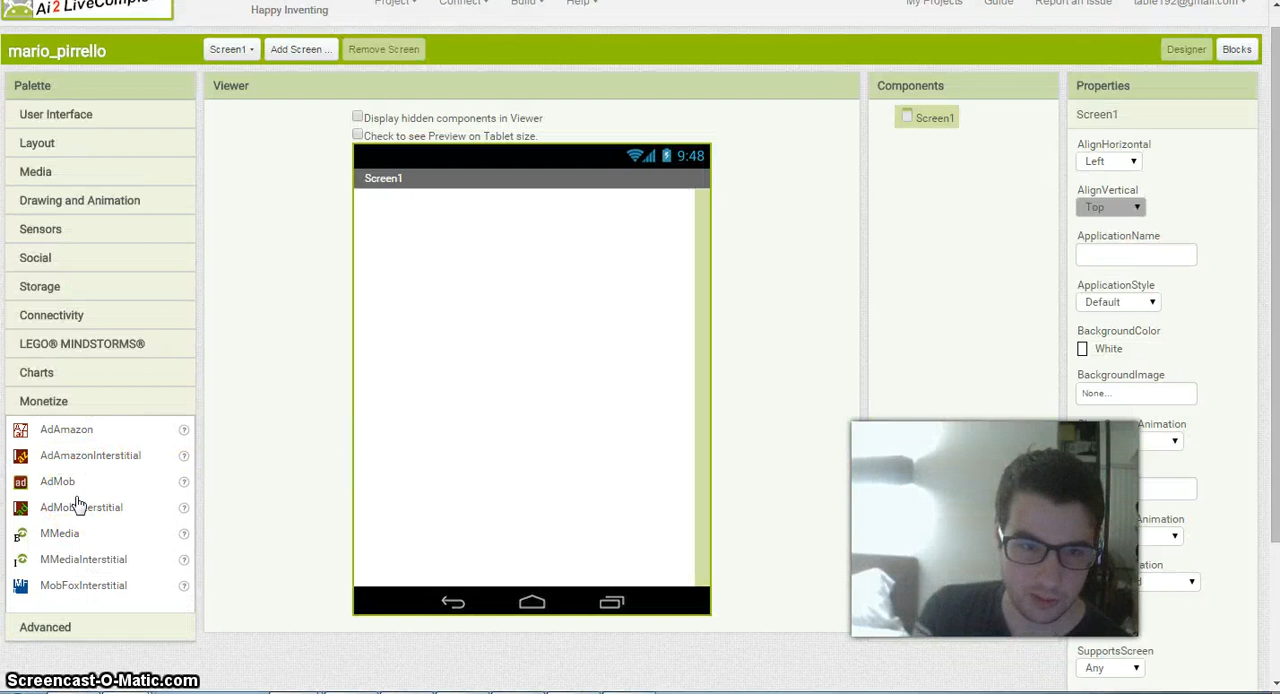 Happy Inventing
Project Connect Build Help
My Projects Guide Report an Issue
mario_pirrello Screen1 Add Screen ... Remove Screen Designer Blocks
Palette Viewer Components Properties
User Interface
Layout
Media
Drawing and Animation
Sensors
Social
Storage
Connectivity
LEGO® MINDSTORMS®
Charts
Monetize
AdAmazon ?
AdAmazonInterstitial ?
AdMob ?
erstitial ?
MMedia ?
MMediaInterstitial ?
MobFoxInterstitial ?
Advanced
Display hidden components in Viewer
Check to see Preview on Tablet size.
9:48
Screen1
Screen1
Screen1
AlignHorizontal
Left
AlignVertical
Top
ApplicationName
ApplicationStyle
Default
BackgroundColor
White
BackgroundImage
None...
Animation
Animation
SupportsScreen
Any
Screencast-O-Matic.com